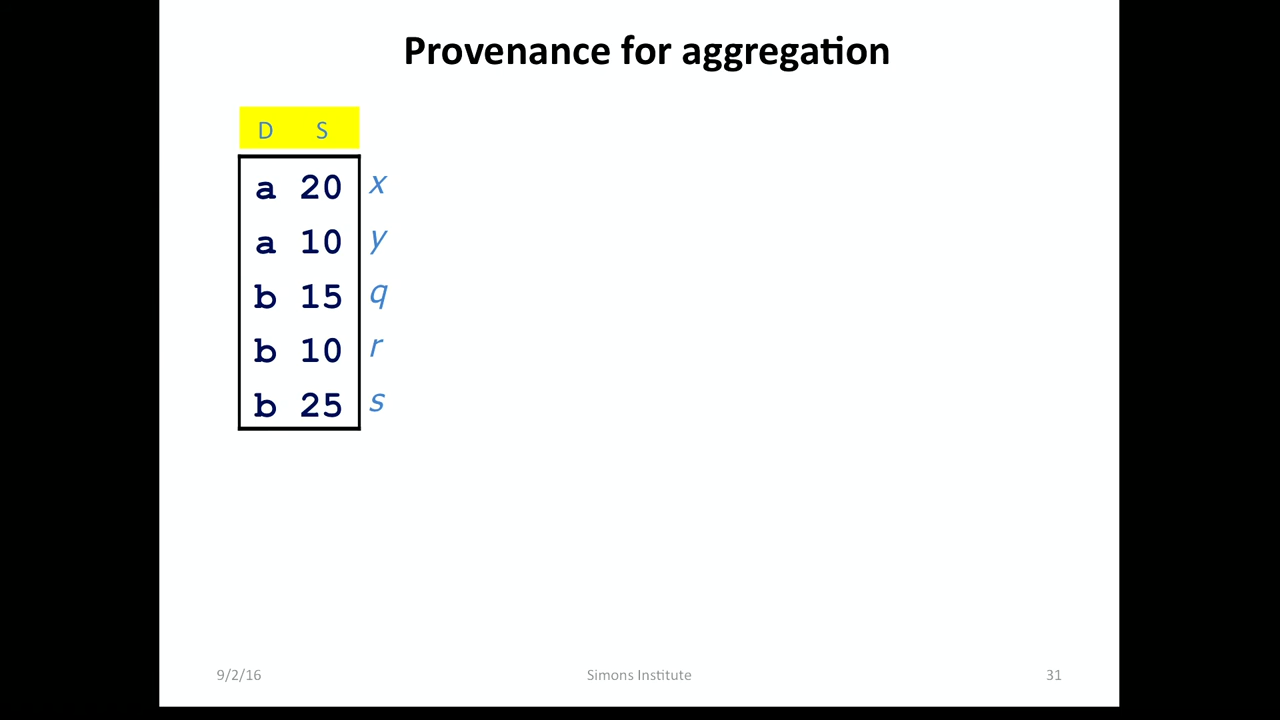 Provenance for aggregation
D S
a 20 x
a 10 y
b 15 q
b 10 r
b 25 s
9/2/16 Simons Institute 31